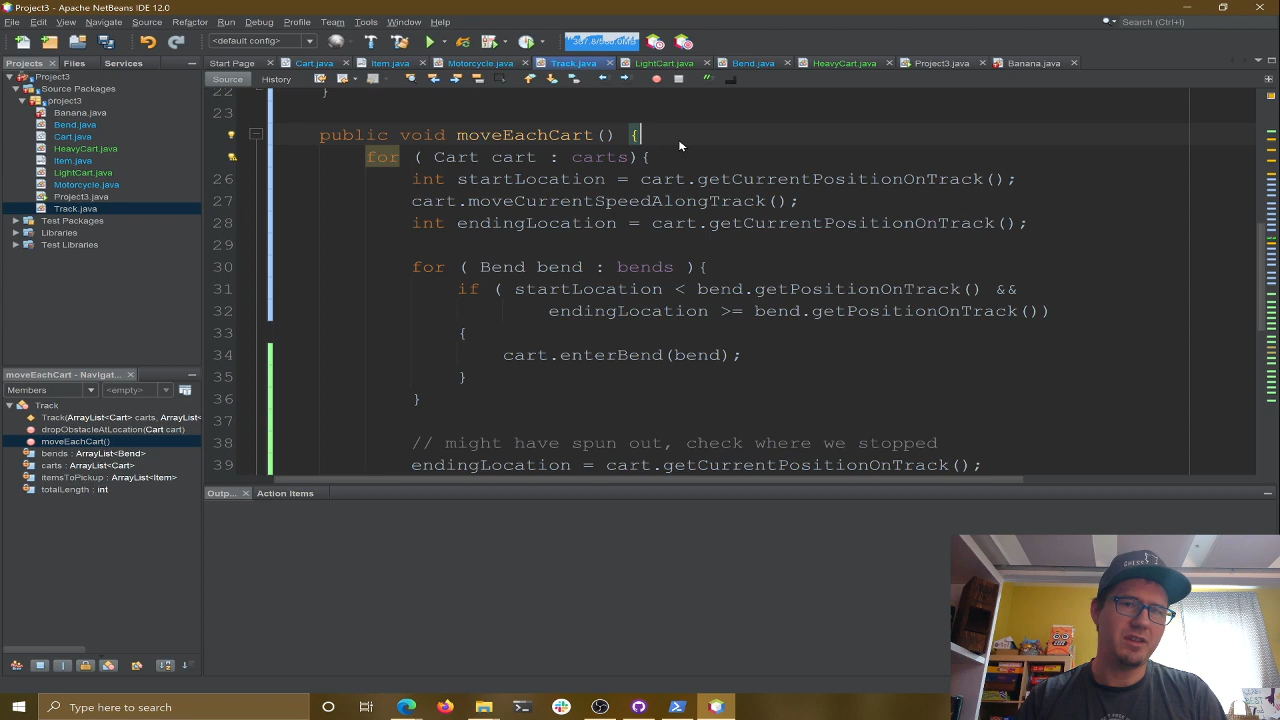 Project3 - Apache NetBeans IDE 12.0
File Edit View Navigate Source Refactor Run Debug Profile Team Tools Window Help
Search (Ctrl+I)
<default config>
Projects Files Services
Start Page Cart.java Item.java Motorcycle.java Track.java LightCart.java Bend.java HeavyCart.java Project3.java Banana.java
Source History
Project3
Source Packages
project3
Banana.java
Bend.java
Cart.java
HeavyCart.java
Item.java
LightCart.java
Motorcycle.java
Project3.java
Track.java
Test Packages
Libraries
Test Libraries
22 }
23
public void moveEachCart() {
for ( Cart cart : carts){
26 int startLocation = cart.getCurrentPositionOnTrack();
27 cart.moveCurrentSpeedAlongTrack();
28 int endingLocation = cart.getCurrentPositionOnTrack();
29
30 for ( Bend bend : bends ){
31 if ( startLocation < bend.getPositionOnTrack() &&
32 endingLocation >= bend.getPositionOnTrack())
33 {
34 cart.enterBend(bend);
35 }
36 }
37
38 // might have spun out, check where we stopped
39 endingLocation = cart.getCurrentPositionOnTrack();
moveEachCart - Navigat...
Members <empty>
Track
Track(ArrayList<Cart> carts, ArrayList<
dropObstacleAtLocation(Cart cart)
moveEachCart()
bends : ArrayList<Bend>
carts : ArrayList<Cart>
itemsToPickup : ArrayList<Item>
totalLength : int
Outp... Action Items
Type here to search